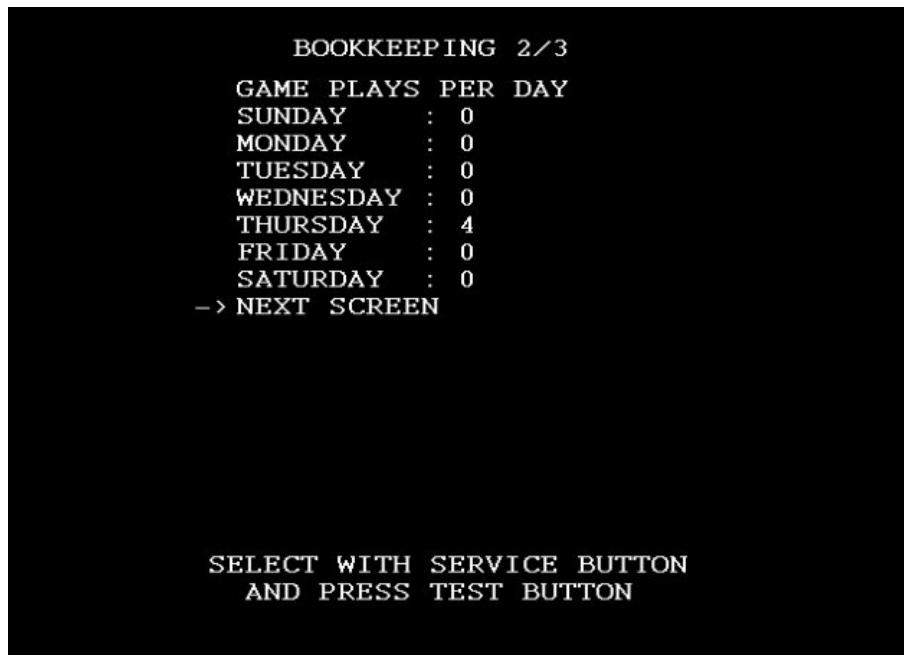 BOOKKEEPING 2/3
GAME PLAYS PER DAY
SUNDAY : 0
MONDAY : 0
TUESDAY : 0
WEDNESDAY : 0
THURSDAY : 4
FRIDAY : 0
SATURDAY : 0
-> NEXT SCREEN
SELECT WITH SERVICE BUTTON
AND PRESS TEST BUTTON